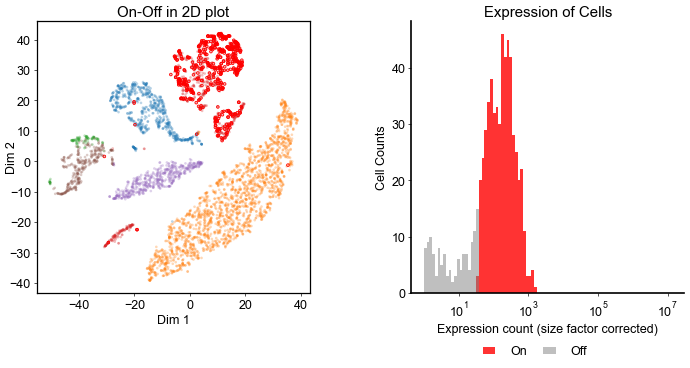 On-Off in 2D plot
40
30
20
10
0
−10
−20
−30
−40
Dim 2
−40 −20 0 20 40
Dim 1
Expression of Cells
40
30
20
10
0
Cell Counts
10^1 10^3 10^5 10^7
Expression count (size factor corrected)
On Off